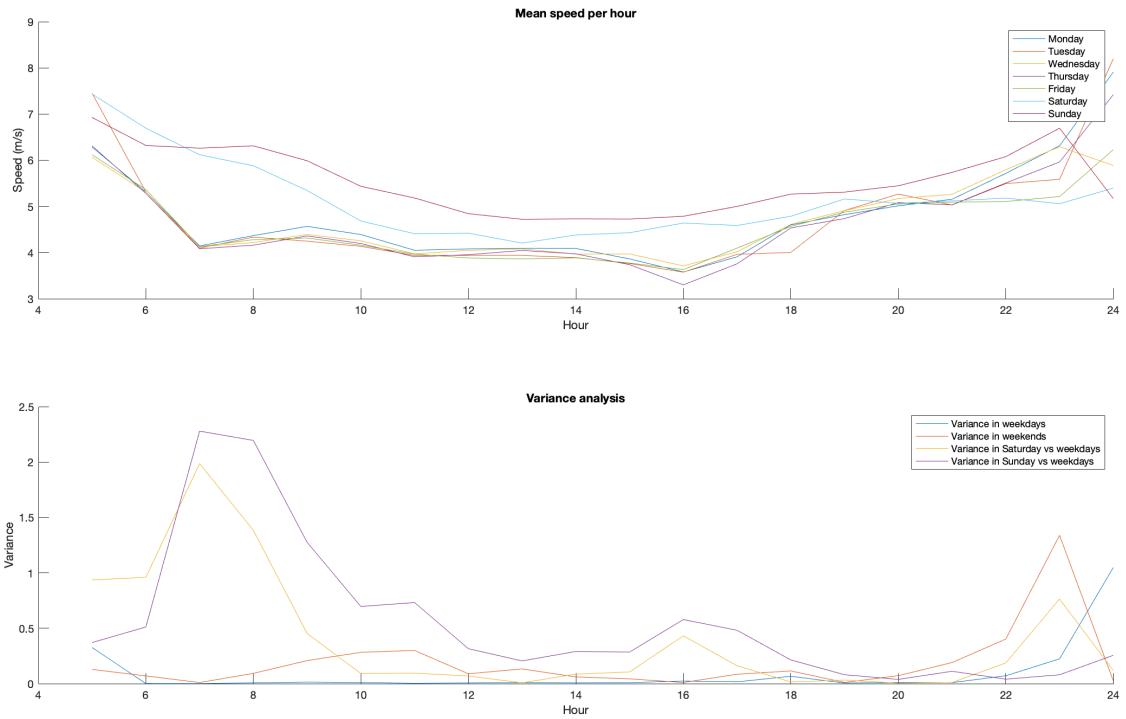 Mean speed per hour
9
8
7
6
5
4
3
Speed (m/s)
Monday
Tuesday
Wednesday
Thursday
Friday
Saturday
Sunday
4 6 8 10 12 14 16 18 20 22 24
Hour
Variance analysis
2.5
2
1.5
1
0.5
0
Variance
Variance in weekdays
Variance in weekends
Variance in Saturday vs weekdays
Variance in Sunday vs weekdays
4 6 8 10 12 14 16 18 20 22 24
Hour